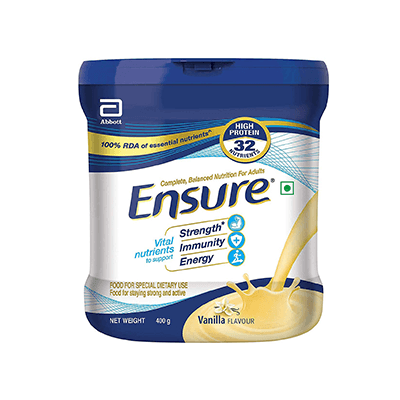 Abbott
100% RDA of essential nutrients^
HIGH
PROTEIN
32
NUTRIENTS
Complete, Balanced Nutrition For Adults
Ensure®
Vital
nutrients
to support
Strength*
Immunity
Energy
FOOD FOR SPECIAL DIETARY USE
Food for staying strong and active
NET WEIGHT 400 g
Vanilla FLAVOUR